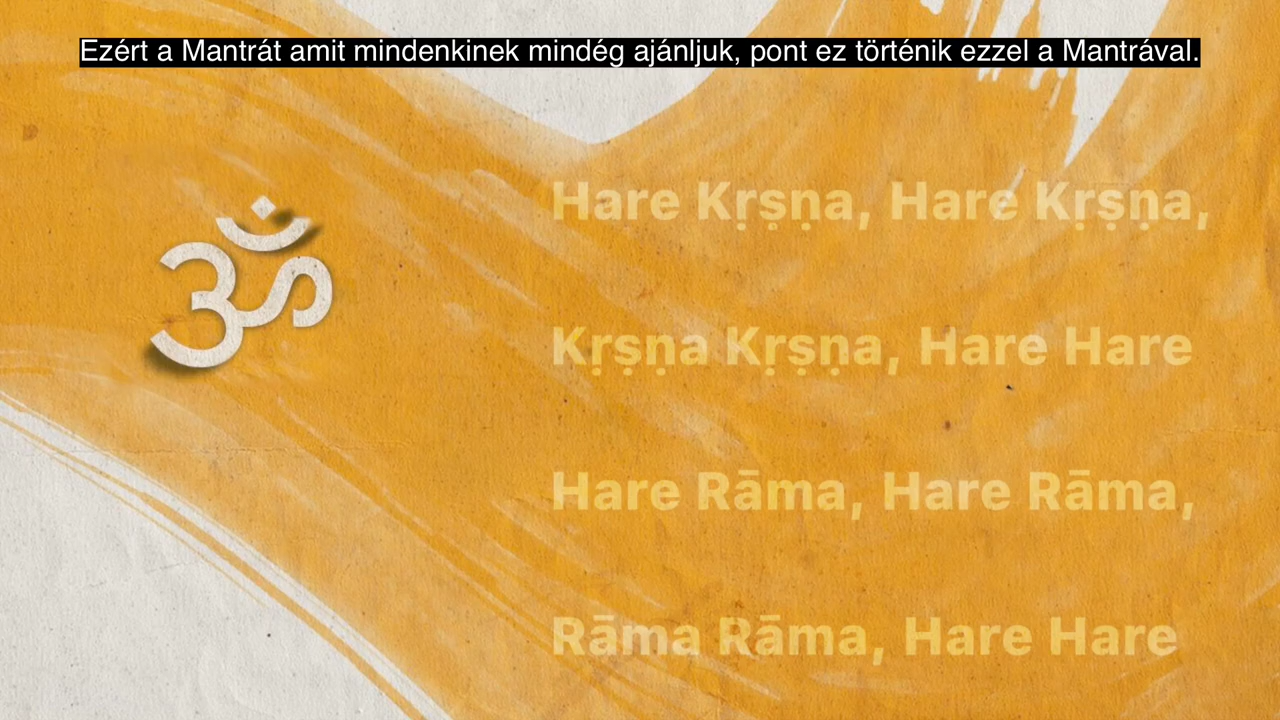 Ezért a Mantrát amit mindenkinek mindég ajánljuk, pont ez történik ezzel a Mantrával.
ॐ
Hare Kṛṣṇa, Hare Kṛṣṇa,
Kṛṣṇa Kṛṣṇa, Hare Hare
Hare Rāma, Hare Rāma,
Rāma Rāma, Hare Hare